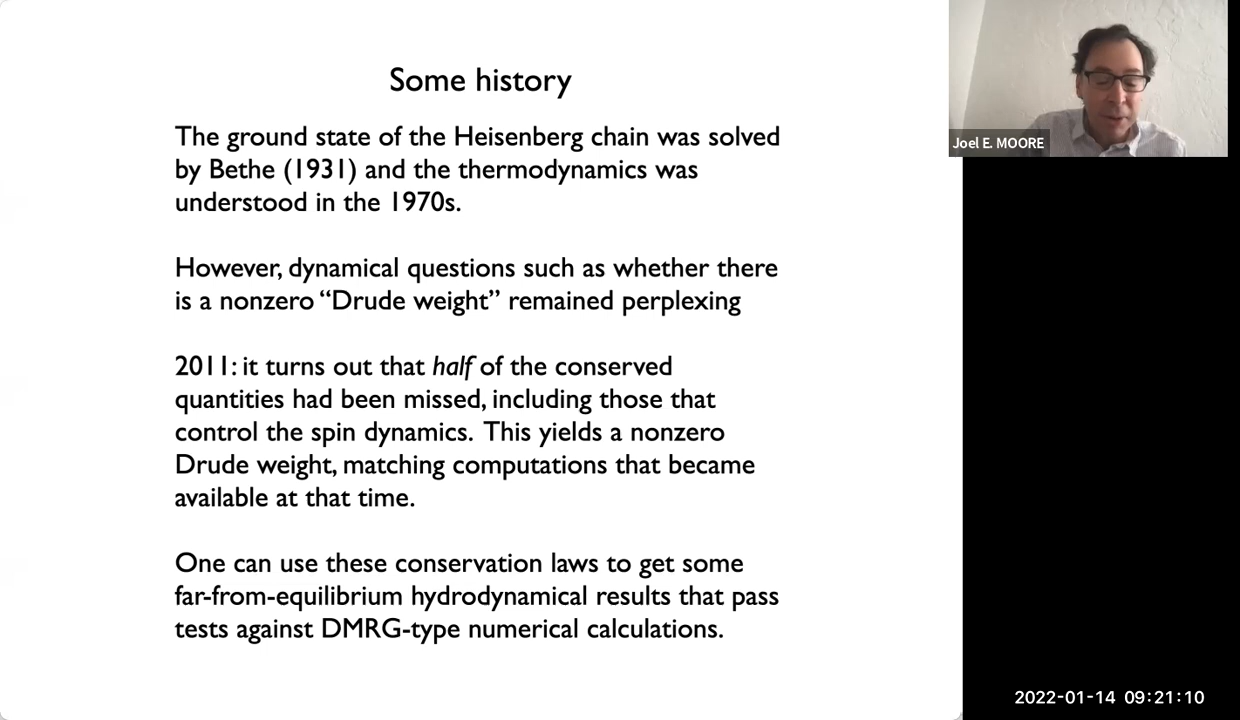 Some history
The ground state of the Heisenberg chain was solved
by Bethe (1931) and the thermodynamics was
understood in the 1970s.
However, dynamical questions such as whether there
is a nonzero “Drude weight” remained perplexing
2011: it turns out that half of the conserved
quantities had been missed, including those that
control the spin dynamics. This yields a nonzero
Drude weight, matching computations that became
available at that time.
One can use these conservation laws to get some
far-from-equilibrium hydrodynamical results that pass
tests against DMRG-type numerical calculations.
Joel E. MOORE
2022-01-14 09:21:10